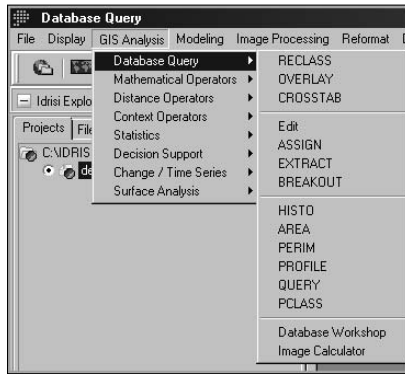 Database Query
File Display GIS Analysis Modeling Image Processing Reformat
Database Query
Mathematical Operators
Distance Operators
Context Operators
Statistics
Decision Support
Change / Time Series
Surface Analysis
RECLASS
OVERLAY
CROSSTAB
Edit
ASSIGN
EXTRACT
BREAKOUT
HISTO
AREA
PERIM
PROFILE
QUERY
PCLASS
Database Workshop
Image Calculator
Idrisi Explo
Projects File
C:\IDRIS
de